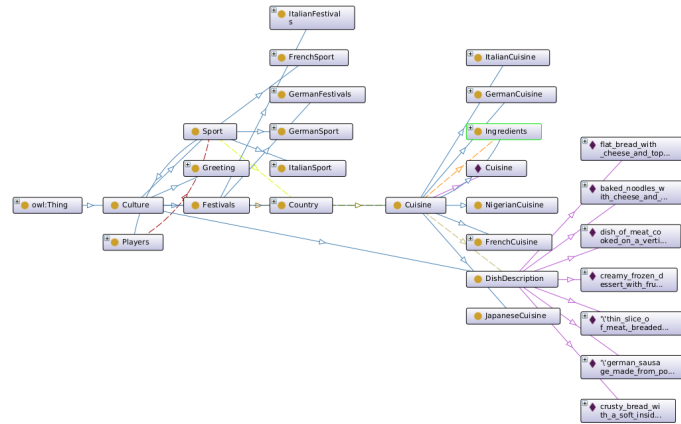 ItalianFestival
s
FrenchSport
ItalianCuisine
GermanFestivals
GermanCuisine
Sport
GermanSport
Ingredients
flat_bread_with
_cheese_and_top...
Greeting
ItalianSport
Cuisine
baked_noodles_w
ith_cheese_and_...
owl:Thing
Culture
Festivals
Country
Cuisine
NigerianCuisine
Players
FrenchCuisine
dish_of_meat_co
oked_on_a_verti...
DishDescription
creamy_frozen_d
essert_with_fru...
JapaneseCuisine
"\"thin_slice_o
f_meat,_breaded...
"\"german_sausa
ge_made_from_po...
crusty_bread_wi
th_a_soft_insid...